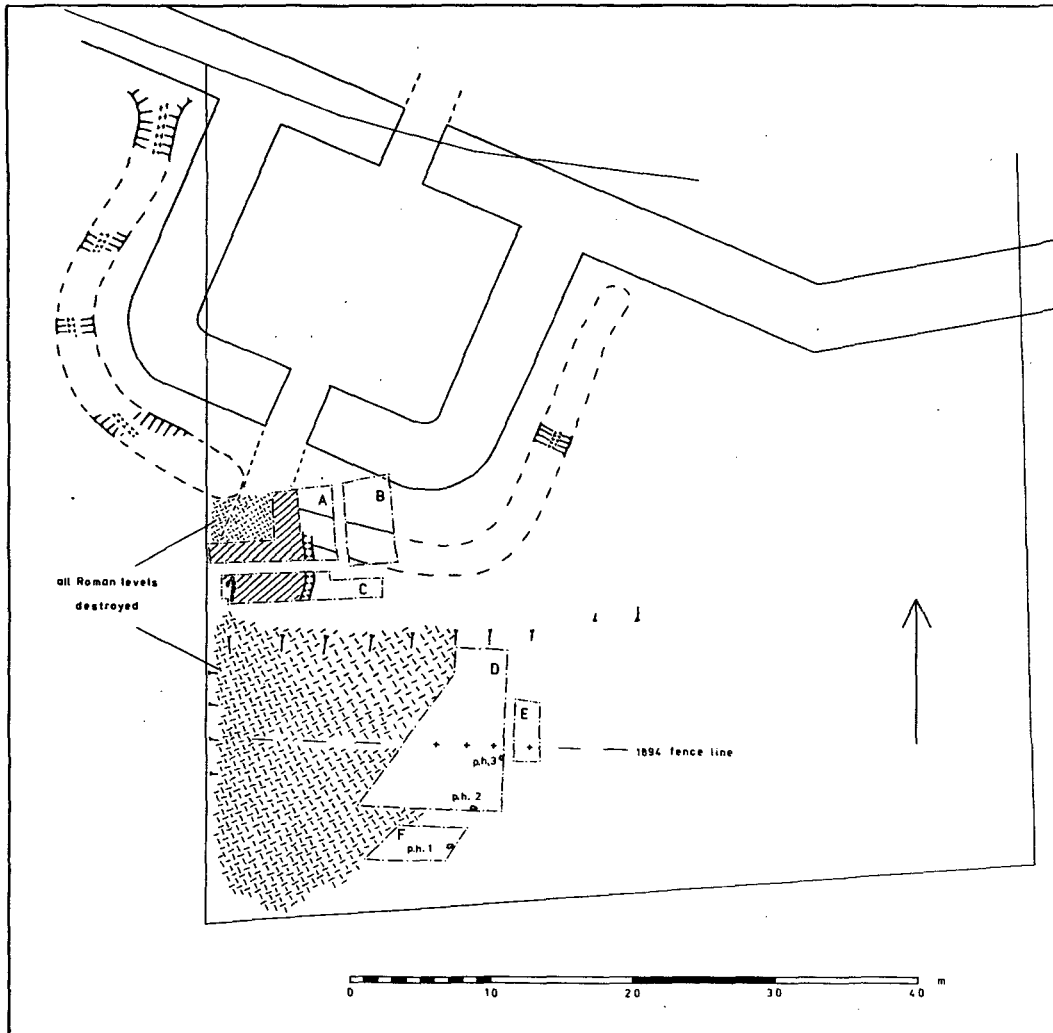 A
B
all Roman levels
destroyed
C
D
E
1894 fence line
p.h.3
p.h. 2
F
p.h. 1
0 10 20 30 40 m